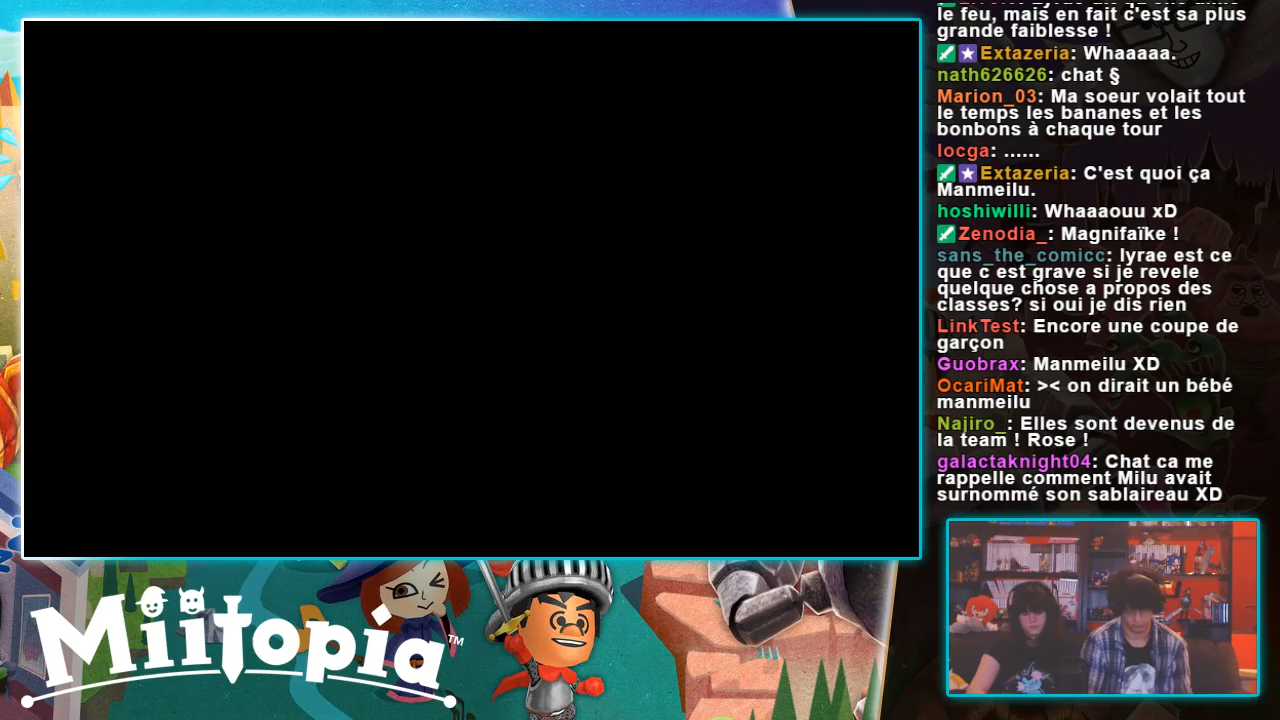 le feu, mais en fait c'est sa plus
grande faiblesse !
Extazeria: Whaaaaa.
nath626626: chat §
Marion_03: Ma soeur volait tout
le temps les bananes et les
bonbons à chaque tour
locga: ......
Extazeria: C'est quoi ça
Manmeilu.
hoshiwilli: Whaaaouu xD
Zenodia_: Magnifaïke !
sans_the_comicc: lyrae est ce
que c est grave si je revele
quelque chose a propos des
classes? si oui je dis rien
LinkTest: Encore une coupe de
garçon
Guobrax: Manmeilu XD
OcariMat: >< on dirait un bébé
manmeilu
Najiro_: Elles sont devenus de
la team ! Rose !
galactaknight04: Chat ca me
rappelle comment Milu avait
surnommé son sablaireau XD
Miitopia™